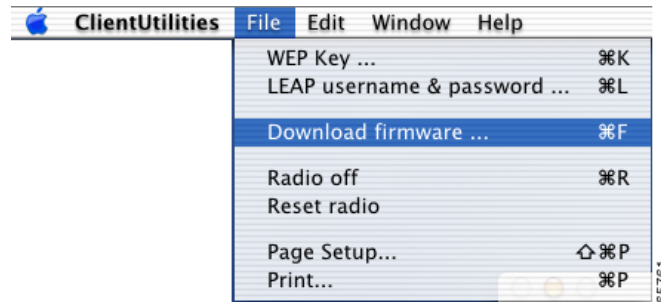 ClientUtilities File Edit Window Help
WEP Key ... ⌘K
LEAP username & password ... ⌘L
Download firmware ... ⌘F
Radio off ⌘R
Reset radio
Page Setup... ⇧⌘P
Print... ⌘P